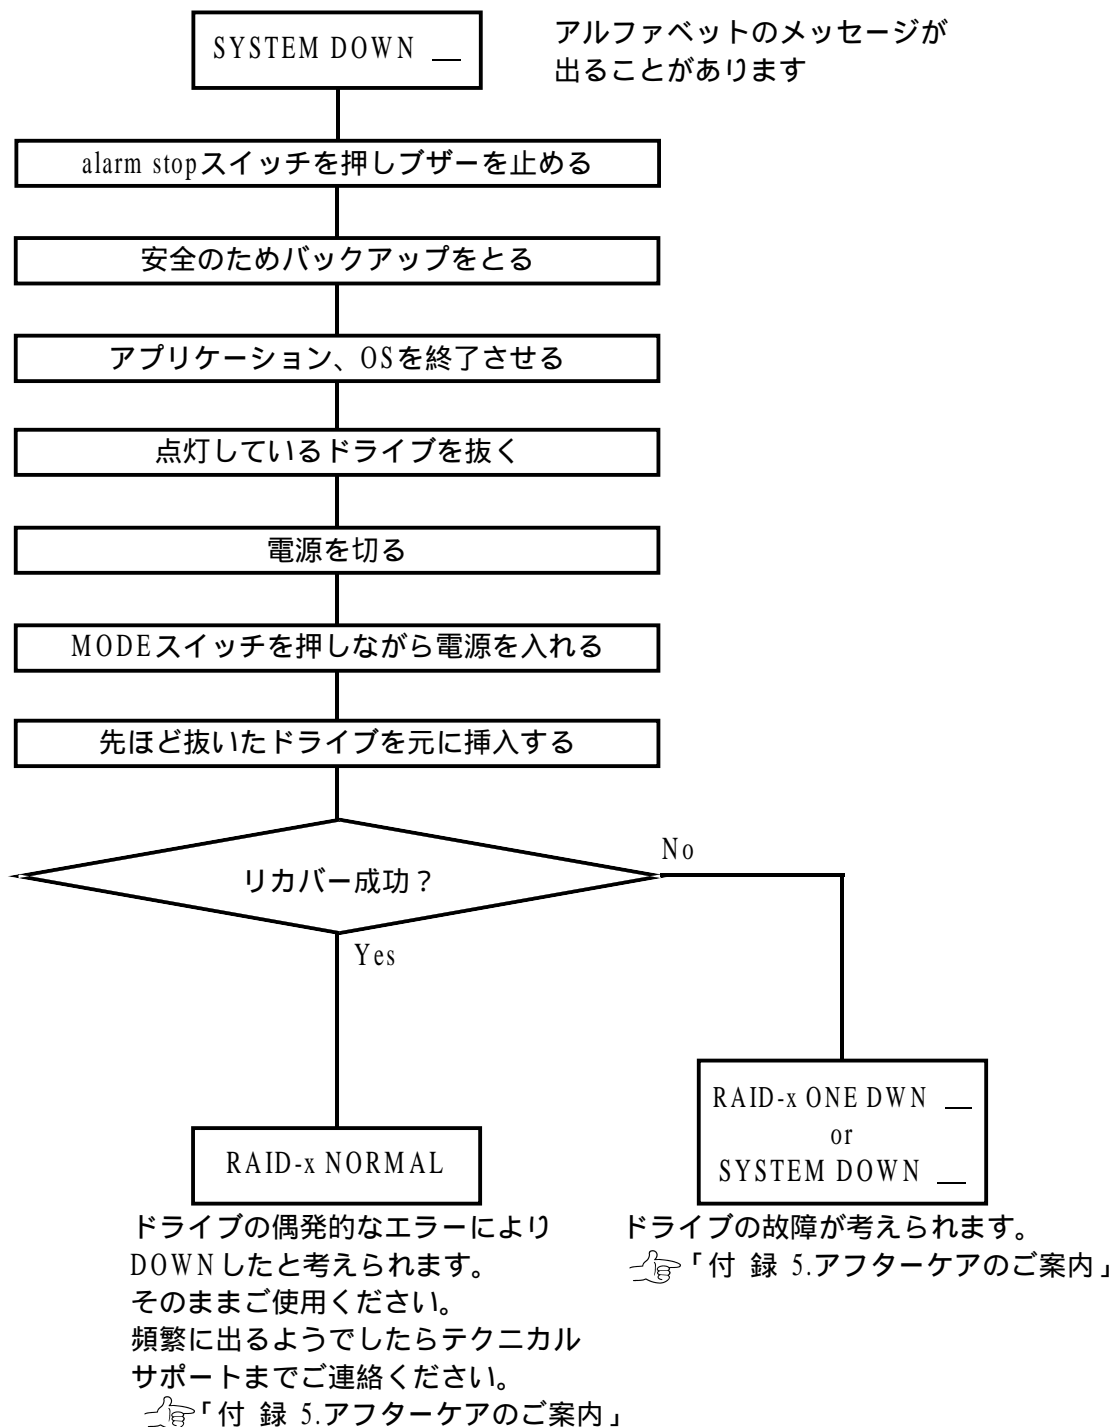 SYSTEM DOWN __
アルファベットのメッセージが
出ることがあります
alarm stopスイッチを押しブザーを止める
安全のためバックアップをとる
アプリケーション、OSを終了させる
点灯しているドライブを抜く
電源を切る
MODEスイッチを押しながら電源を入れる
先ほど抜いたドライブを元に挿入する
リカバー成功？
No
Yes
RAID-x ONE DWN __
or
SYSTEM DOWN __
RAID-x NORMAL
ドライブの偶発的なエラーにより
DOWNしたと考えられます。
そのままご使用ください。
頻繁に出るようでしたらテクニカル
サポートまでご連絡ください。
「付 録 5.アフターケアのご案内」
ドライブの故障が考えられます。
「付 録 5.アフターケアのご案内」